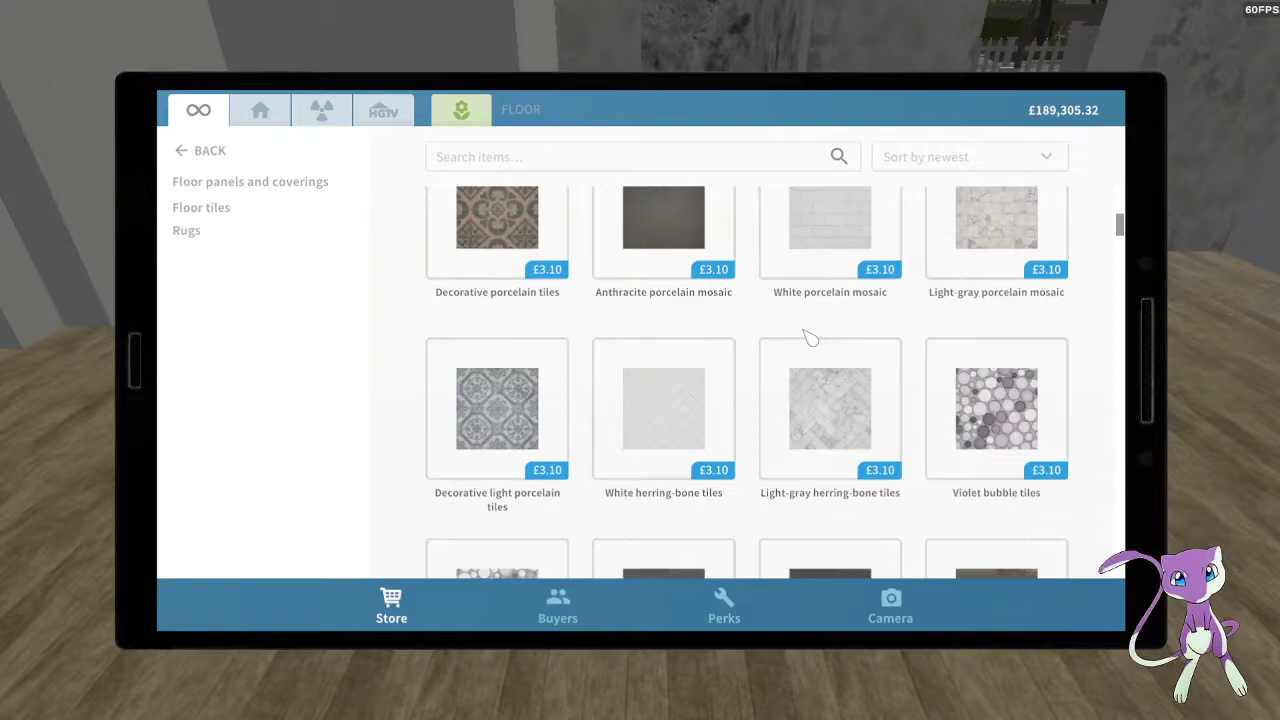 60FPS
HGTV
FLOOR
£189,305.32
BACK
Search items...
Sort by newest
Floor panels and coverings
Floor tiles
Rugs
£3.10
£3.10
£3.10
£3.10
Decorative porcelain tiles
Anthracite porcelain mosaic
White porcelain mosaic
Light-gray porcelain mosaic
£3.10
£3.10
£3.10
£3.10
Decorative light porcelain
tiles
White herring-bone tiles
Light-gray herring-bone tiles
Violet bubble tiles
Store
Buyers
Perks
Camera